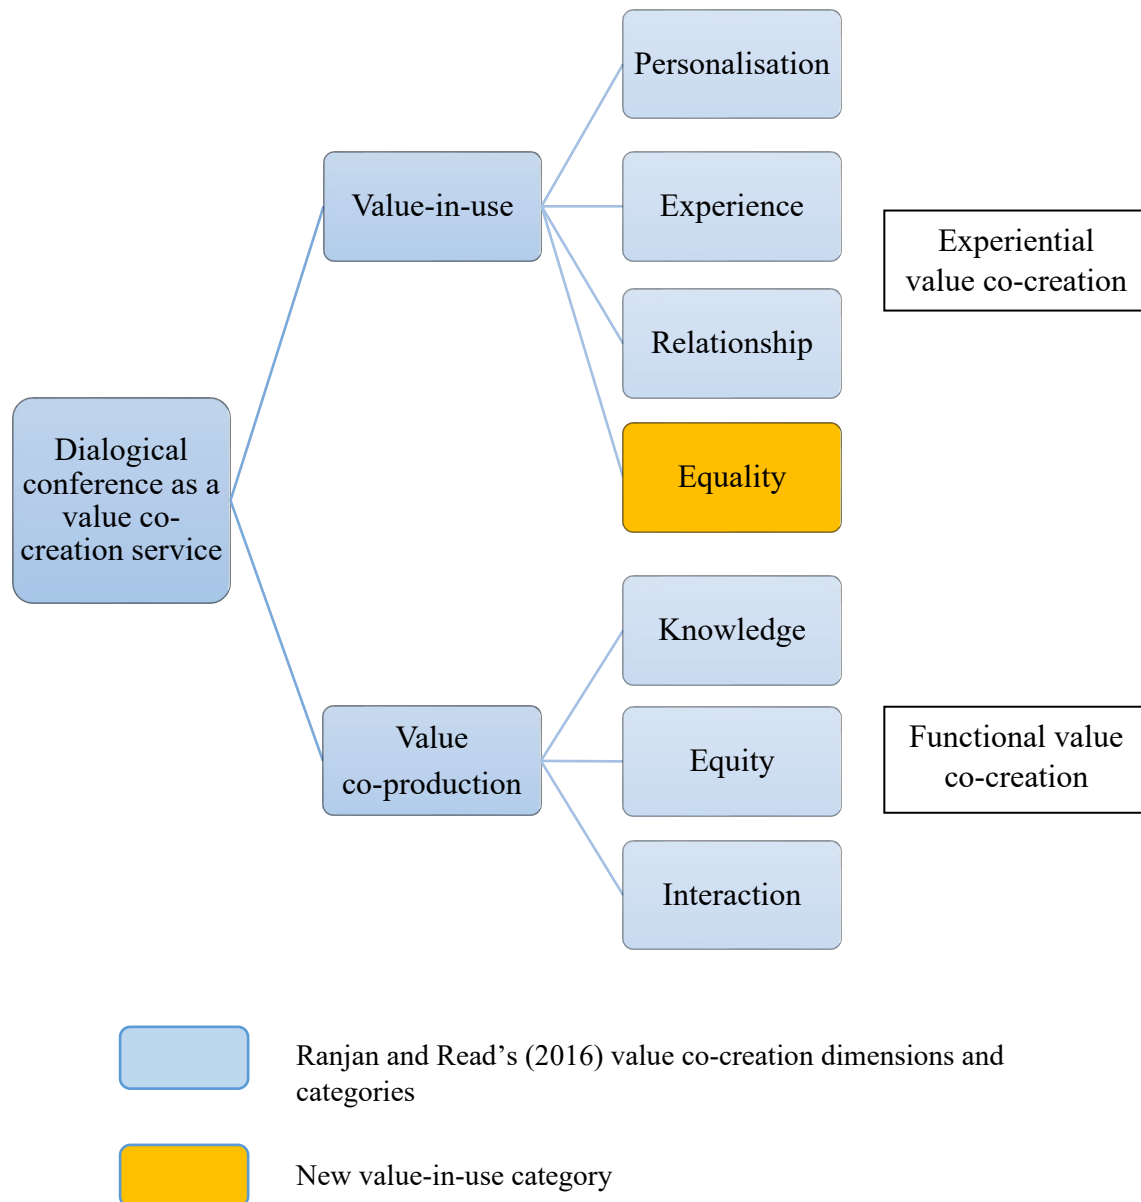 Personalisation
Value-in-use
Experience
Experiential
value co-creation
Relationship
Dialogical
conference as a
value co-
creation service
Equality
Knowledge
Value
co-production
Equity
Functional value
co-creation
Interaction
Ranjan and Read’s (2016) value co-creation dimensions and
categories
New value-in-use category